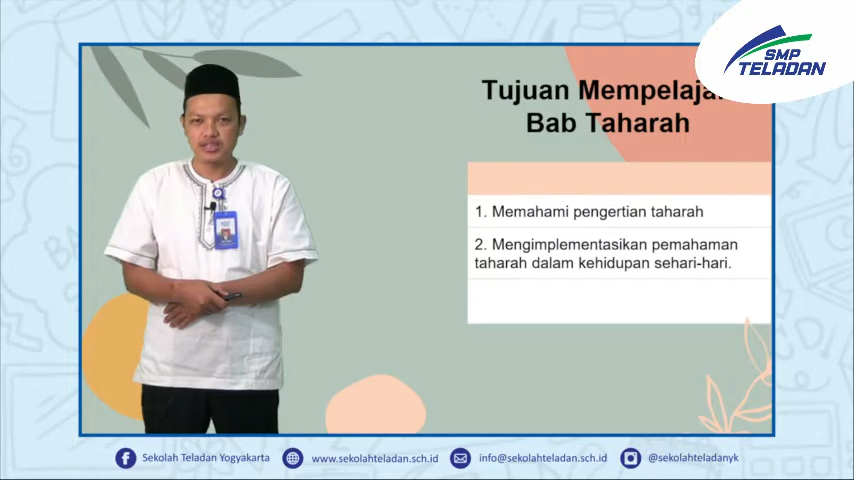 SMP
TELADAN
Tujuan Mempelaja
Bab Taharah
1. Memahami pengertian taharah
2. Mengimplementasikan pemahaman
taharah dalam kehidupan sehari-hari.
Sekolah Teladan Yogyakarta
www.sekolahteladan.sch.id
info@sekolahteladan.sch.id
@sekolahteladanyk